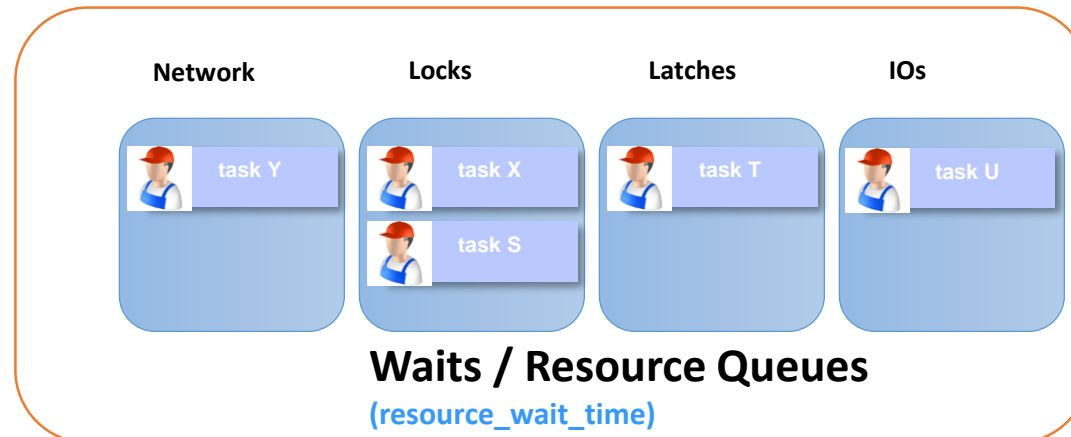 Network Locks Latches IOs
task Y task X task T task U
task S
Waits / Resource Queues
(resource_wait_time)